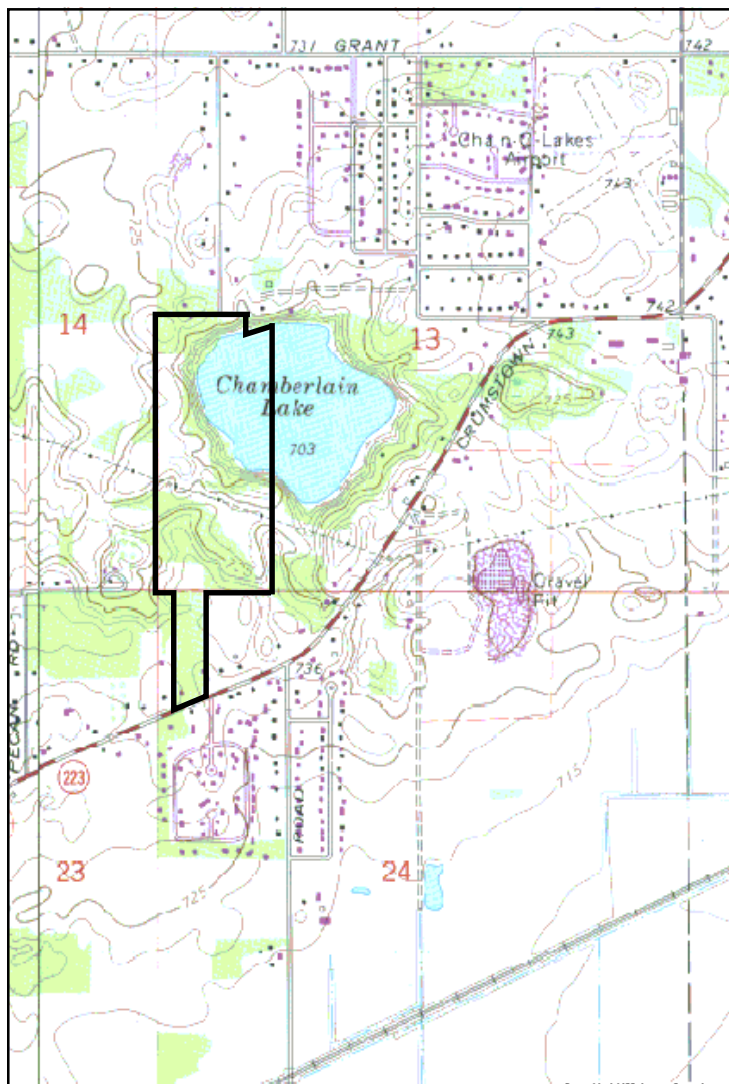 731 GRANT 742
Chain-O-Lakes
Airport
743
725
742
14
13
743
CRUMSTOWN
Chamberlain
Lake
725
703
Gravel
Pit
PECAN RD
736
223
ROAD
715
23
24
725